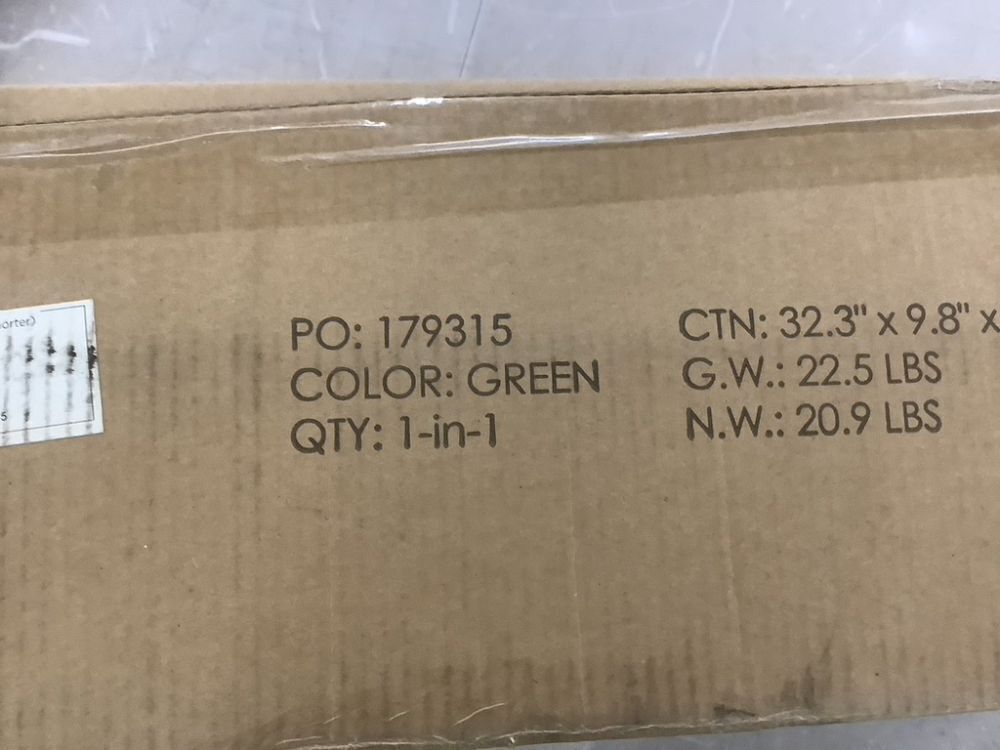 PO: 179315
COLOR: GREEN
QTY: 1-in-1
CTN: 32.3" x 9.8" x
G.W.: 22.5 LBS
N.W.: 20.9 LBS
5